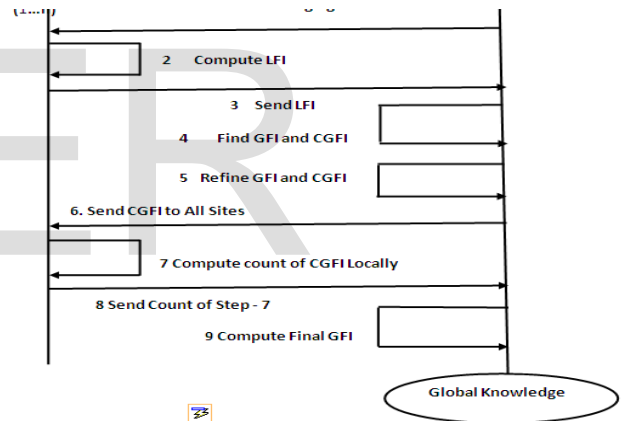 2 Compute LFI
3 Send LFI
4 Find GFI and CGFI
5 Refine GFI and CGFI
6. Send CGFI to All Sites
7 Compute count of CGFI Locally
8 Send Count of Step - 7
9 Compute Final GFI
Global Knowledge
ER